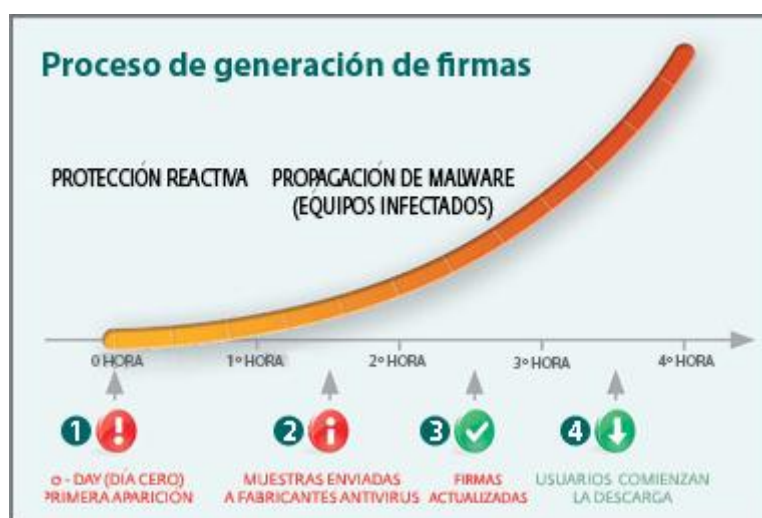 Proceso de generación de firmas
PROTECCIÓN REACTIVA
PROPAGACIÓN DE MALWARE
(EQUIPOS INFECTADOS)
0 HORA
1º HORA
2º HORA
3º HORA
4º HORA
1
0 - DAY (DÍA CERO)
PRIMERA APARICIÓN
2
MUESTRAS ENVIADAS
A FABRICANTES ANTIVIRUS
3
FIRMAS
ACTUALIZADAS
4
USUARIOS COMIENZAN
LA DESCARGA